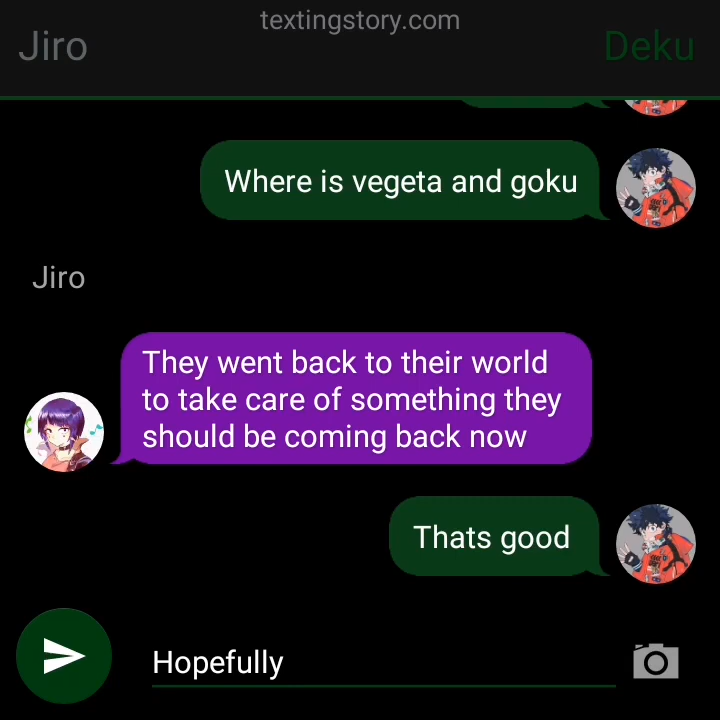 textingstory.com
Jiro
Deku
Where is vegeta and goku
Jiro
They went back to their world
to take care of something they
should be coming back now
Thats good
Hopefully